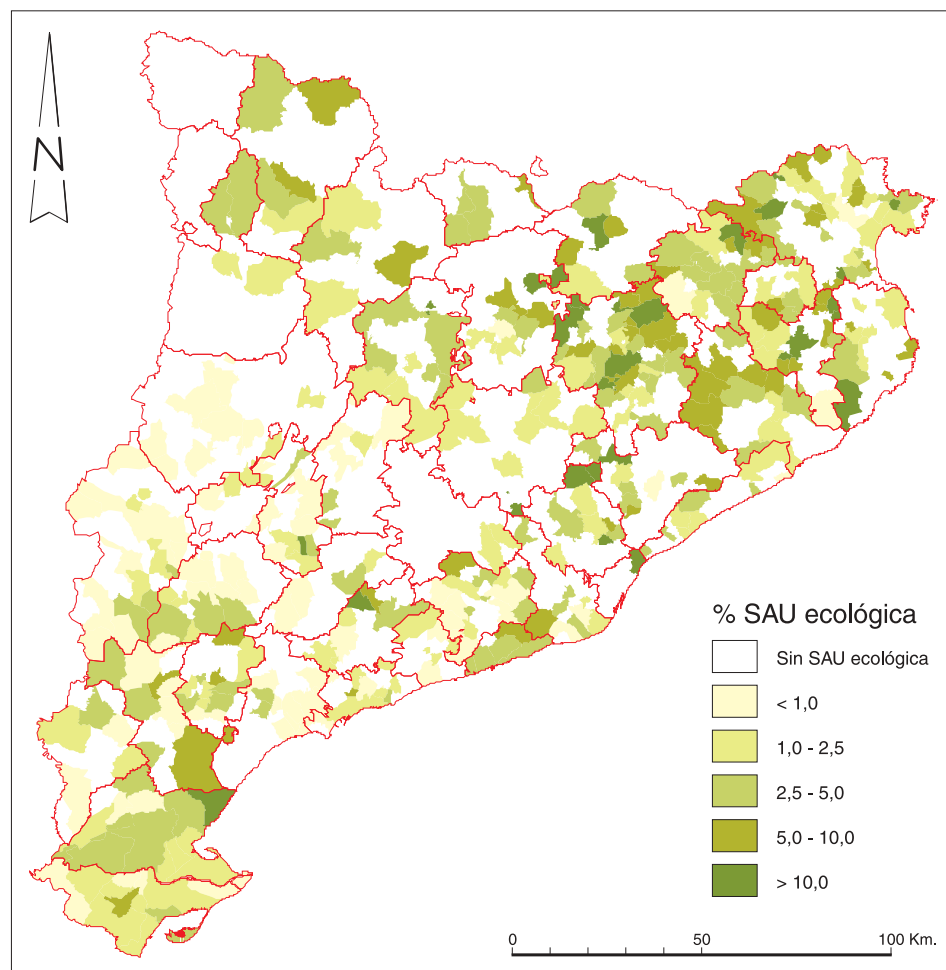 N
% SAU ecológica
Sin SAU ecológica
< 1,0
1,0 - 2,5
2,5 - 5,0
5,0 - 10,0
> 10,0
0 50 100 Km.